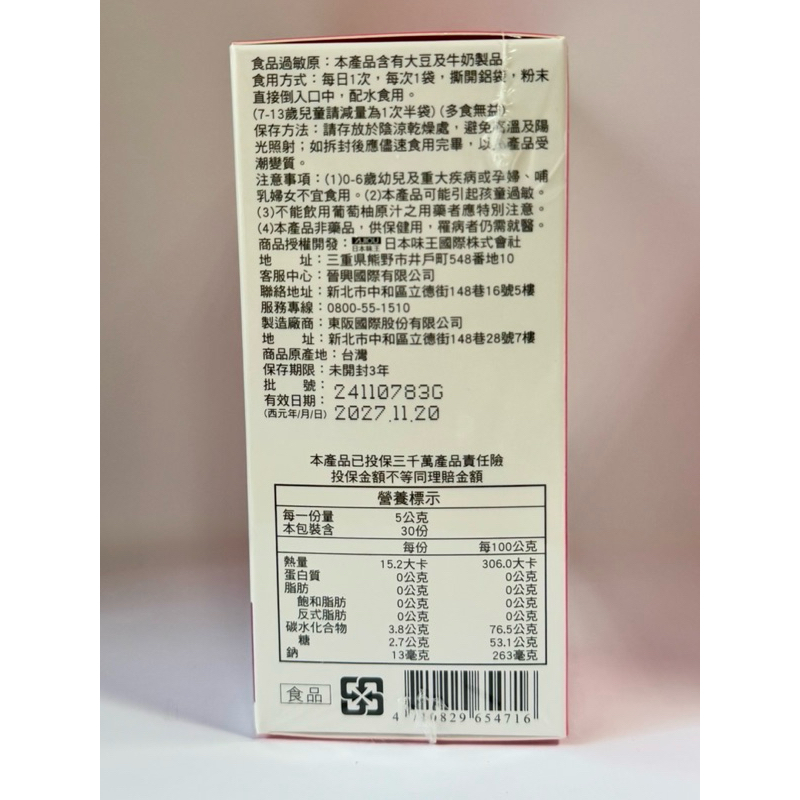 食品過敏原：本產品含有大豆及牛奶製品
食用方式：每日1次，每次1袋，撕開鋁袋，粉末
直接倒入口中，配水食用。
(7-13歲兒童請減量為1次半袋)(多食無益)
保存方法：請存放於陰涼乾燥處，避免高溫及陽
光照射；如拆封後應儘速食用完畢，以免產品受
潮變質。
注意事項：(1)0-6歲幼兒及重大疾病或孕婦、哺
乳婦女不宜食用。(2)本產品可能引起孩童過敏。
(3)不能飲用葡萄柚原汁之用藥者應特別注意。
(4)本產品非藥品，供保健用，罹病者仍需就醫。
商品授權開發：日本味王 日本味王國際株式會社
地　　址：三重県熊野市井戶町548番地10
客服中心：晉興國際有限公司
聯絡地址：新北市中和區立德街148巷16號5樓
服務專線：0800-55-1510
製造廠商：東阪國際股份有限公司
地　　址：新北市中和區立德街148巷28號7樓
商品原產地：台灣
保存期限：未開封3年
批　　號：24110783G
有效日期：2027.11.20
(西元年/月/日)
本產品已投保三千萬產品責任險
投保金額不等同理賠金額
營養標示
每一份量 5公克
本包裝含 30份
每份 每100公克
熱量 15.2大卡 306.0大卡
蛋白質 0公克 0公克
脂肪 0公克 0公克
飽和脂肪 0公克 0公克
反式脂肪 0公克 0公克
碳水化合物 3.8公克 76.5公克
糖 2.7公克 53.1公克
鈉 13毫克 263毫克
食品
4 710829 654716